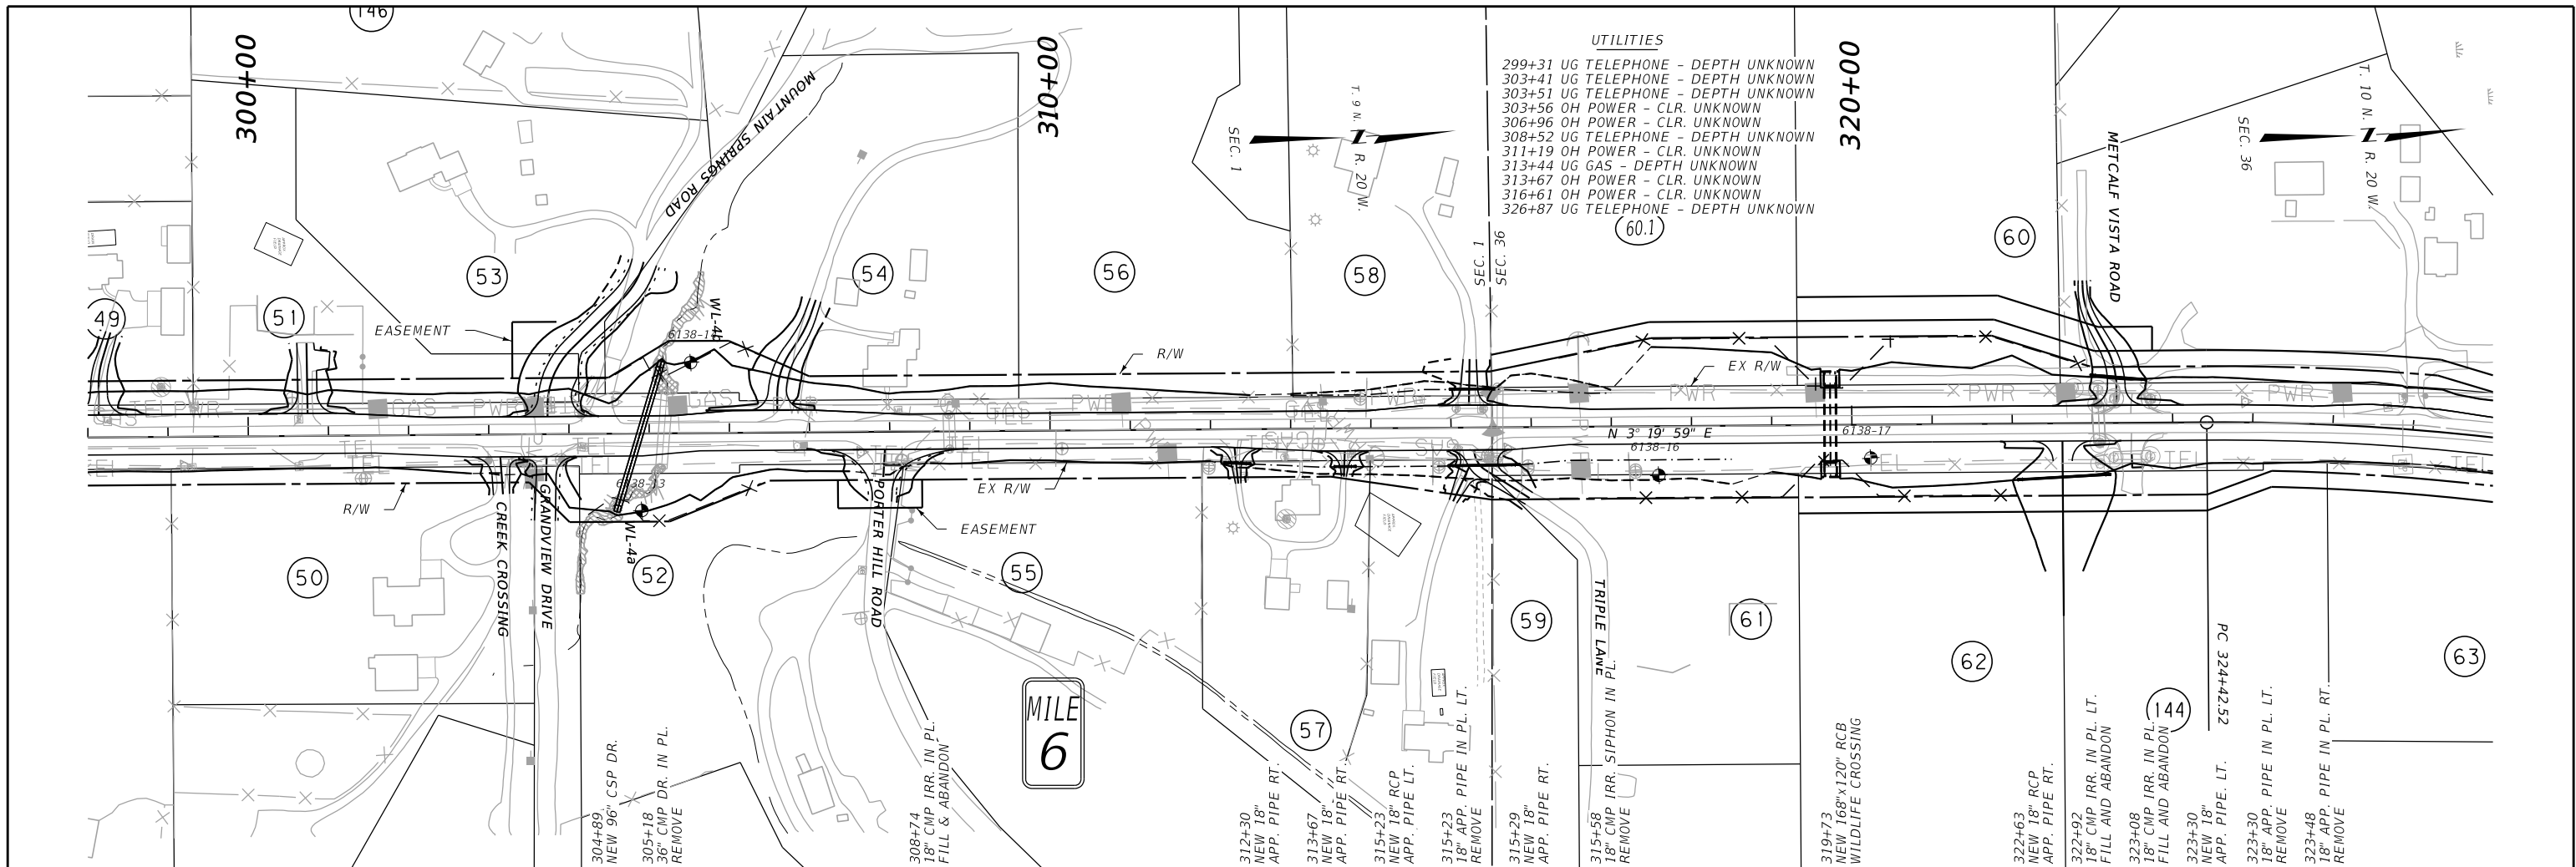 146
300+00
310+00
320+00
UTILITIES
299+31 UG TELEPHONE – DEPTH UNKNOWN
303+41 UG TELEPHONE – DEPTH UNKNOWN
303+51 UG TELEPHONE – DEPTH UNKNOWN
303+56 OH POWER – CLR. UNKNOWN
306+96 OH POWER – CLR. UNKNOWN
308+52 UG TELEPHONE – DEPTH UNKNOWN
311+19 OH POWER – CLR. UNKNOWN
313+44 UG GAS – DEPTH UNKNOWN
313+67 OH POWER – CLR. UNKNOWN
316+61 OH POWER – CLR. UNKNOWN
326+87 UG TELEPHONE – DEPTH UNKNOWN
MOUNTAIN SPRINGS ROAD
SEC. 1
T. 9 N.
Z
R. 20 W.
METCALF VISTA ROAD
SEC. 36
T. 10 N.
Z
R. 20 W.
60.1
SEC. 1
SEC. 36
60
53
54
56
58
49
51
EASEMENT
WL-4b
R/W
EX R/W
TEL
PWR
GAS – PWR
GAS
GAS
PWR
PWR
PWR
PWR
PWR
N 3° 19' 59" E
6138-16
6138-17
TEL
TEL
TEL
TEL
TEL
6138-13
EX R/W
R/W
EASEMENT
CREEK CROSSING
GRANDVIEW DRIVE
WL-4a
PORTER HILL ROAD
50
52
55
59
TRIPLE LANE
61
62
63
144
57
PC 324+42.52
MILE
6
304+89
NEW 96" CSP DR.
305+18
36" CMP DR. IN PL.
REMOVE
308+74
18" CMP IRR. IN PL.
FILL & ABANDON
312+30
NEW 18"
APP. PIPE RT.
313+67
NEW 18"
APP. PIPE RT.
315+23
NEW 18" RCP
APP. PIPE LT.
315+23
18" APP. PIPE IN PL. LT.
REMOVE
315+29
NEW 18"
APP. PIPE RT.
315+58
18" CMP IRR. SIPHON IN PL.
REMOVE
319+73
NEW 168"x120" RCB
WILDLIFE CROSSING
322+63
NEW 18" RCP
APP. PIPE RT.
322+92
18" CMP IRR. IN PL. LT.
FILL AND ABANDON
323+08
18" CMP IRR. IN PL.
FILL AND ABANDON
323+30
NEW 18"
APP. PIPE. LT.
323+30
18" APP. PIPE IN PL. LT.
REMOVE
323+48
18" APP. PIPE IN PL. RT.
REMOVE